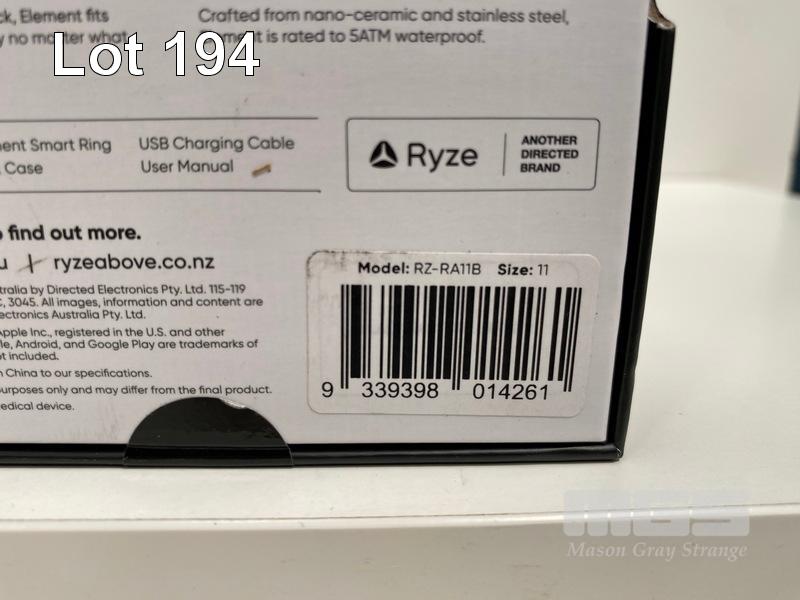 ck, Element fits
y no matter what
Crafted from nano-ceramic and stainless steel,
is rated to 5ATM waterproof.
Lot 194
ent Smart Ring
Case
USB Charging Cable
User Manual
Ryze
ANOTHER
DIRECTED
BRAND
find out more.
ryzeabove.co.nz
tralia by Directed Electronics Pty. Ltd. 115-119
, 3045. All images, information and content are
ectronics Australia Pty. Ltd.
Apple Inc., registered in the U.S. and other
le, Android, and Google Play are trademarks of
ot included.
China to our specifications.
urposes only and may differ from the final product.
edical device.
Model: RZ-RA11B Size: 11
9 339398 014261
MGS
Mason Gray Strange